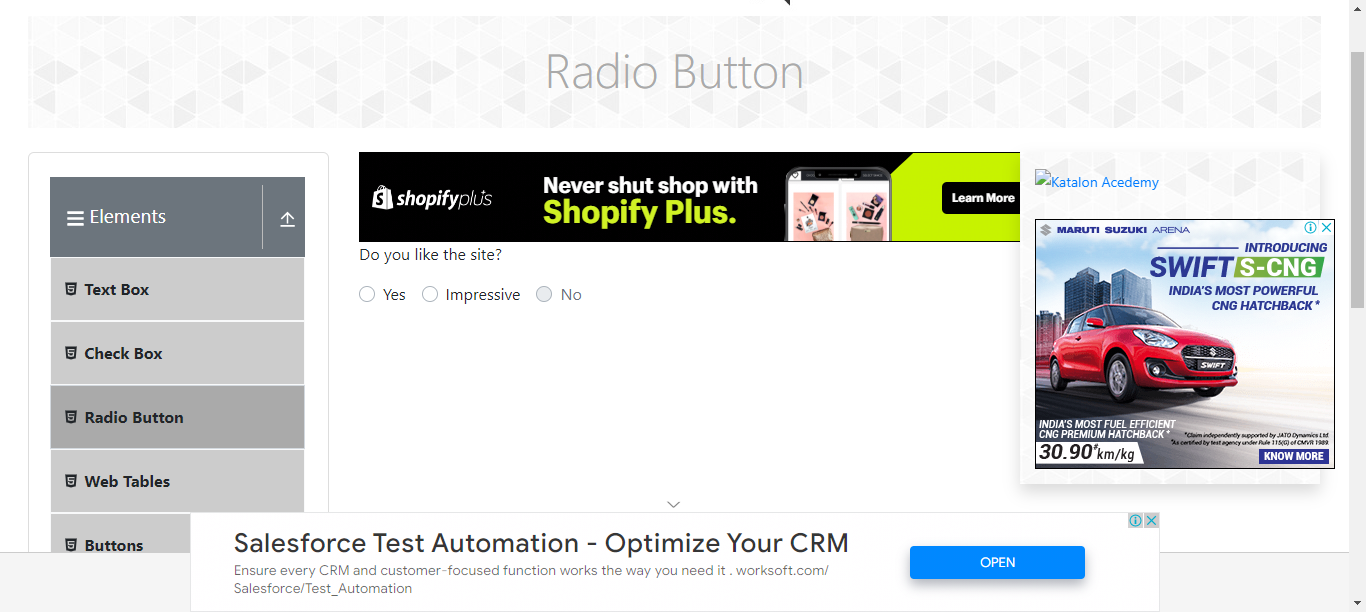 Radio Button
Elements
Text Box
Check Box
Radio Button
Web Tables
Buttons
shopifyplus
Never shut shop with
Shopify Plus.
Learn More
Do you like the site?
Yes Impressive No
Katalon Acedemy
MARUTI SUZUKI ARENA
INTRODUCING
SWIFT S-CNG
INDIA'S MOST POWERFUL
CNG HATCHBACK*
SWIFT
INDIA'S MOST FUEL EFFICIENT
CNG PREMIUM HATCHBACK*
30.90#km/kg
*Claim independently supported by JATO Dynamics Ltd.
#As certified by test agency under Rule 115(G) of CMVR 1989.
KNOW MORE
Salesforce Test Automation - Optimize Your CRM
Ensure every CRM and customer-focused function works the way you need it . worksoft.com/
Salesforce/Test_Automation
OPEN